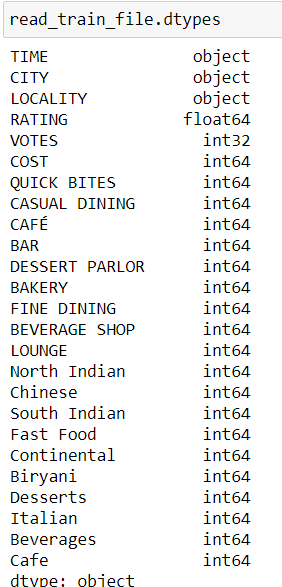 read_train_file.dtypes
TIME object
CITY object
LOCALITY object
RATING float64
VOTES int32
COST int64
QUICK BITES int64
CASUAL DINING int64
CAFÉ int64
BAR int64
DESSERT PARLOR int64
BAKERY int64
FINE DINING int64
BEVERAGE SHOP int64
LOUNGE int64
North Indian int64
Chinese int64
South Indian int64
Fast Food int64
Continental int64
Biryani int64
Desserts int64
Italian int64
Beverages int64
Cafe int64
dtype: object